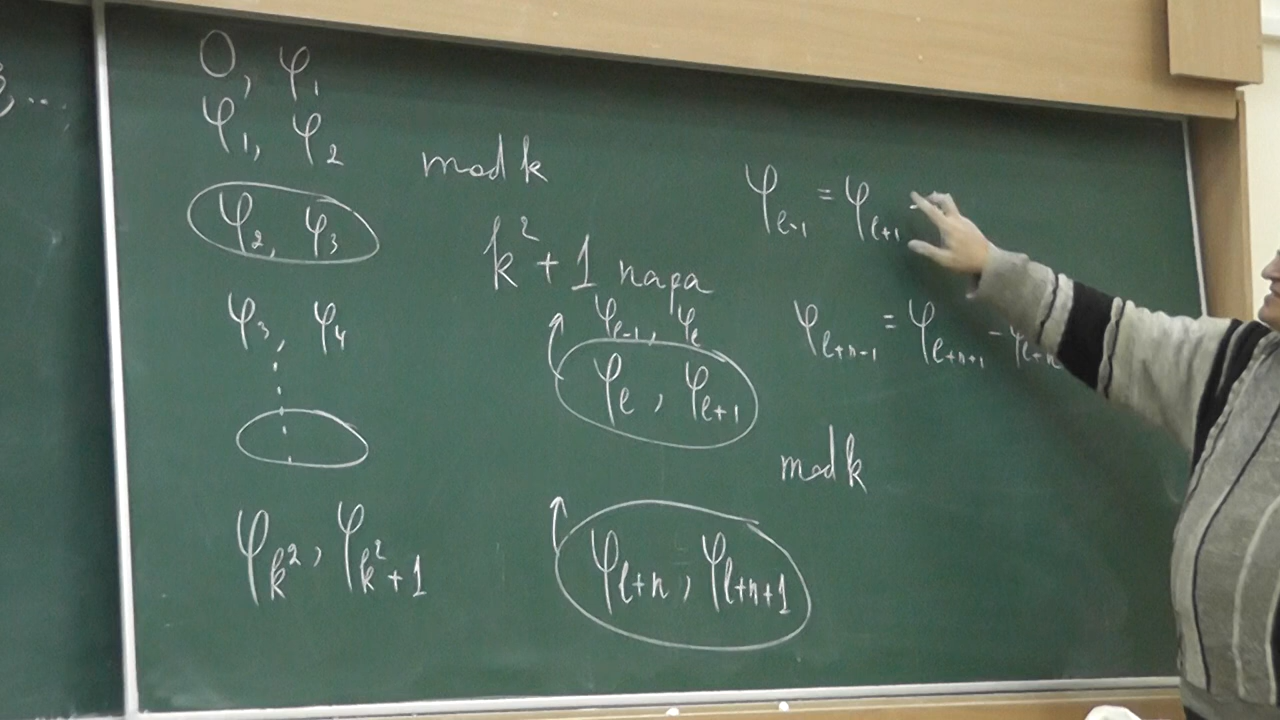 0, φ₁
φ₁, φ₂
φ₂, φ₃
φ₃, φ₄
φ_{k²}, φ_{k²+1}
mod k
k² + 1 пара
φ_{ℓ-1}, φ_ℓ
φ_ℓ, φ_{ℓ+1}
φ_{ℓ+n}, φ_{ℓ+n+1}
φ_{ℓ-1} = φ_{ℓ+1} -
φ_{ℓ+n-1} = φ_{ℓ+n+1} - φ_{ℓ+n}
mod k